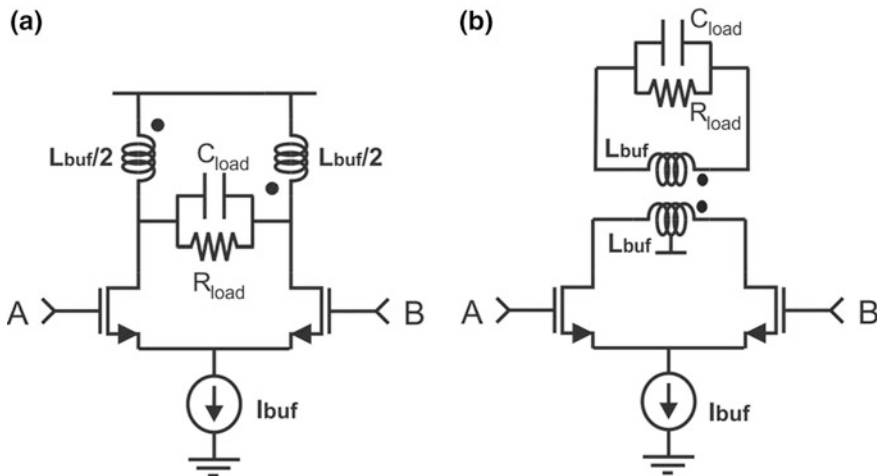 (a)
Lbuf/2
Cload
Lbuf/2
Rload
A
B
Ibuf
(b)
Cload
Rload
Lbuf
Lbuf
A
B
Ibuf